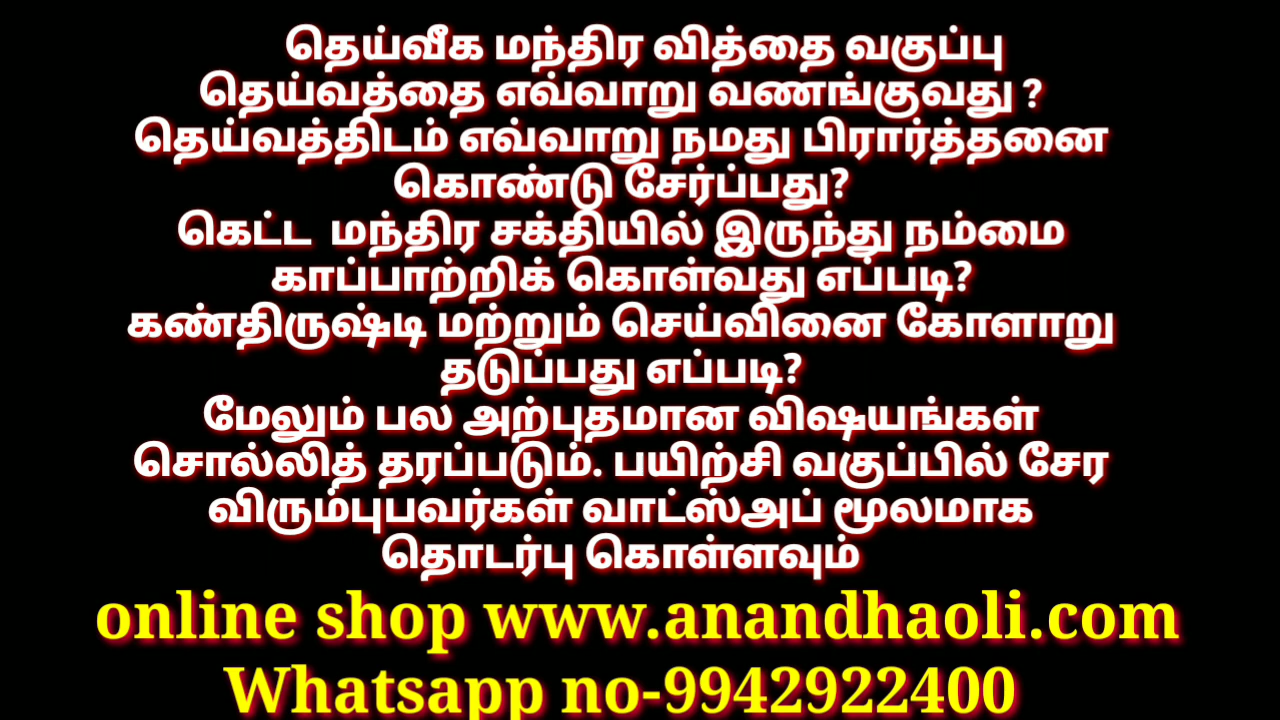 தெய்வீக மந்திர வித்தை வகுப்பு
தெய்வத்தை எவ்வாறு வணங்குவது ?
தெய்வத்திடம் எவ்வாறு நமது பிரார்த்தனை
கொண்டு சேர்ப்பது?
கெட்ட மந்திர சக்தியில் இருந்து நம்மை
காப்பாற்றிக் கொள்வது எப்படி?
கண்திருஷ்டி மற்றும் செய்வினை கோளாறு
தடுப்பது எப்படி?
மேலும் பல அற்புதமான விஷயங்கள்
சொல்லித் தரப்படும். பயிற்சி வகுப்பில் சேர
விரும்புபவர்கள் வாட்ஸ்அப் மூலமாக
தொடர்பு கொள்ளவும்
online shop www.anandhaoli.com
Whatsapp no-9942922400